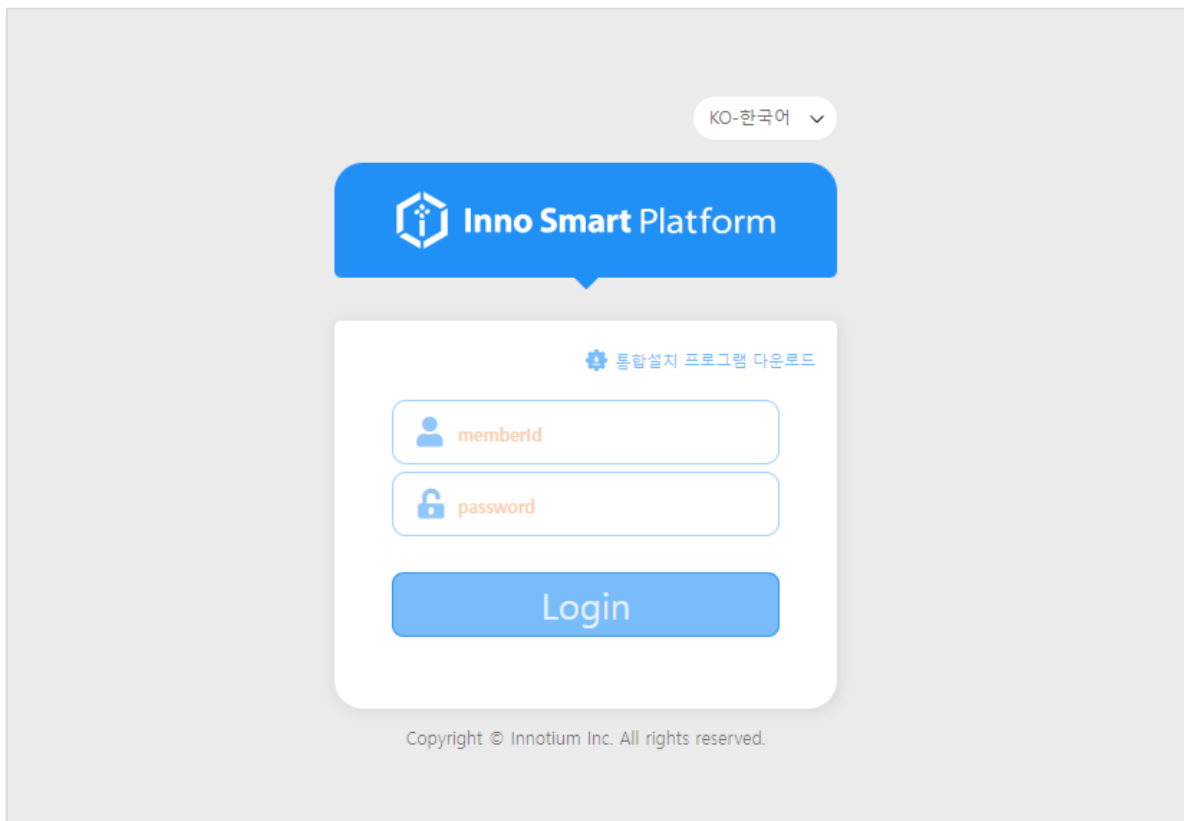 KO-한국어
Inno Smart Platform
통합설치 프로그램 다운로드
memberId
password
Login
Copyright © Innotium Inc. All rights reserved.